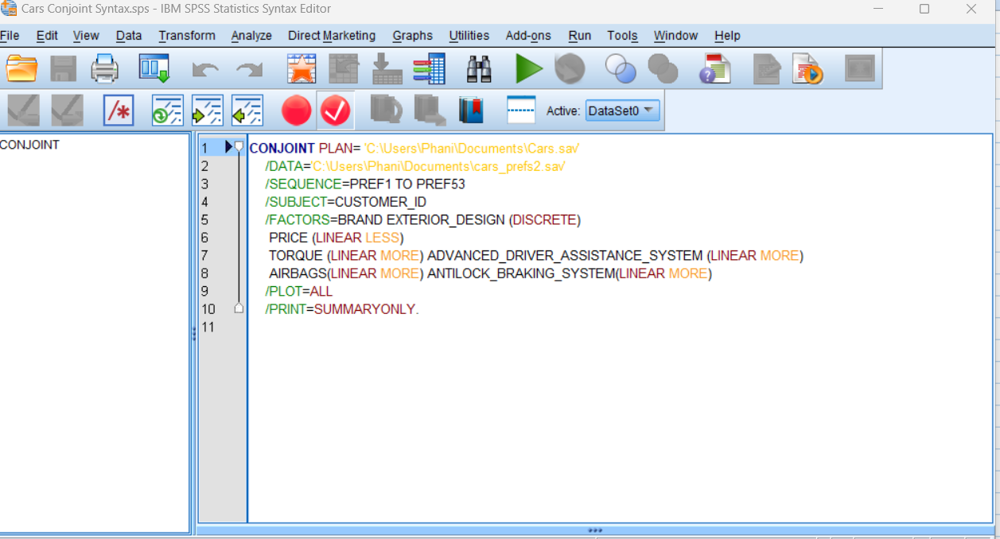 Cars Conjoint Syntax.sps - IBM SPSS Statistics Syntax Editor
File Edit View Data Transform Analyze Direct Marketing Graphs Utilities Add-ons Run Tools Window Help
/*
Active: DataSet0
CONJOINT
1 CONJOINT PLAN= 'C:\Users\Phani\Documents\Cars.sav'
2 /DATA='C:\Users\Phani\Documents\cars_prefs2.sav'
3 /SEQUENCE=PREF1 TO PREF53
4 /SUBJECT=CUSTOMER_ID
5 /FACTORS=BRAND EXTERIOR_DESIGN (DISCRETE)
6 PRICE (LINEAR LESS)
7 TORQUE (LINEAR MORE) ADVANCED_DRIVER_ASSISTANCE_SYSTEM (LINEAR MORE)
8 AIRBAGS(LINEAR MORE) ANTILOCK_BRAKING_SYSTEM(LINEAR MORE)
9 /PLOT=ALL
10 /PRINT=SUMMARYONLY.
11